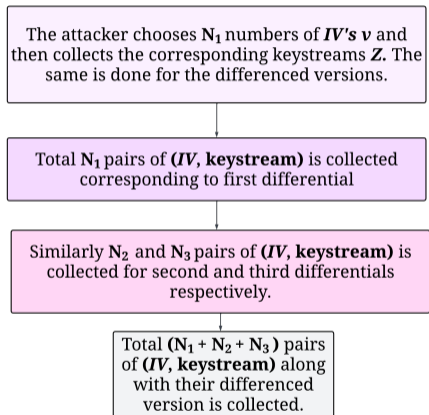 The attacker chooses N₁ numbers of IV's v and
then collects the corresponding keystreams Z. The
same is done for the differenced versions.
Total N₁ pairs of (IV, keystream) is collected
corresponding to first differential
Similarly N₂ and N₃ pairs of (IV, keystream) is
collected for second and third differentials
respectively.
Total (N₁ + N₂ + N₃) pairs
of (IV, keystream) along
with their differenced
version is collected.